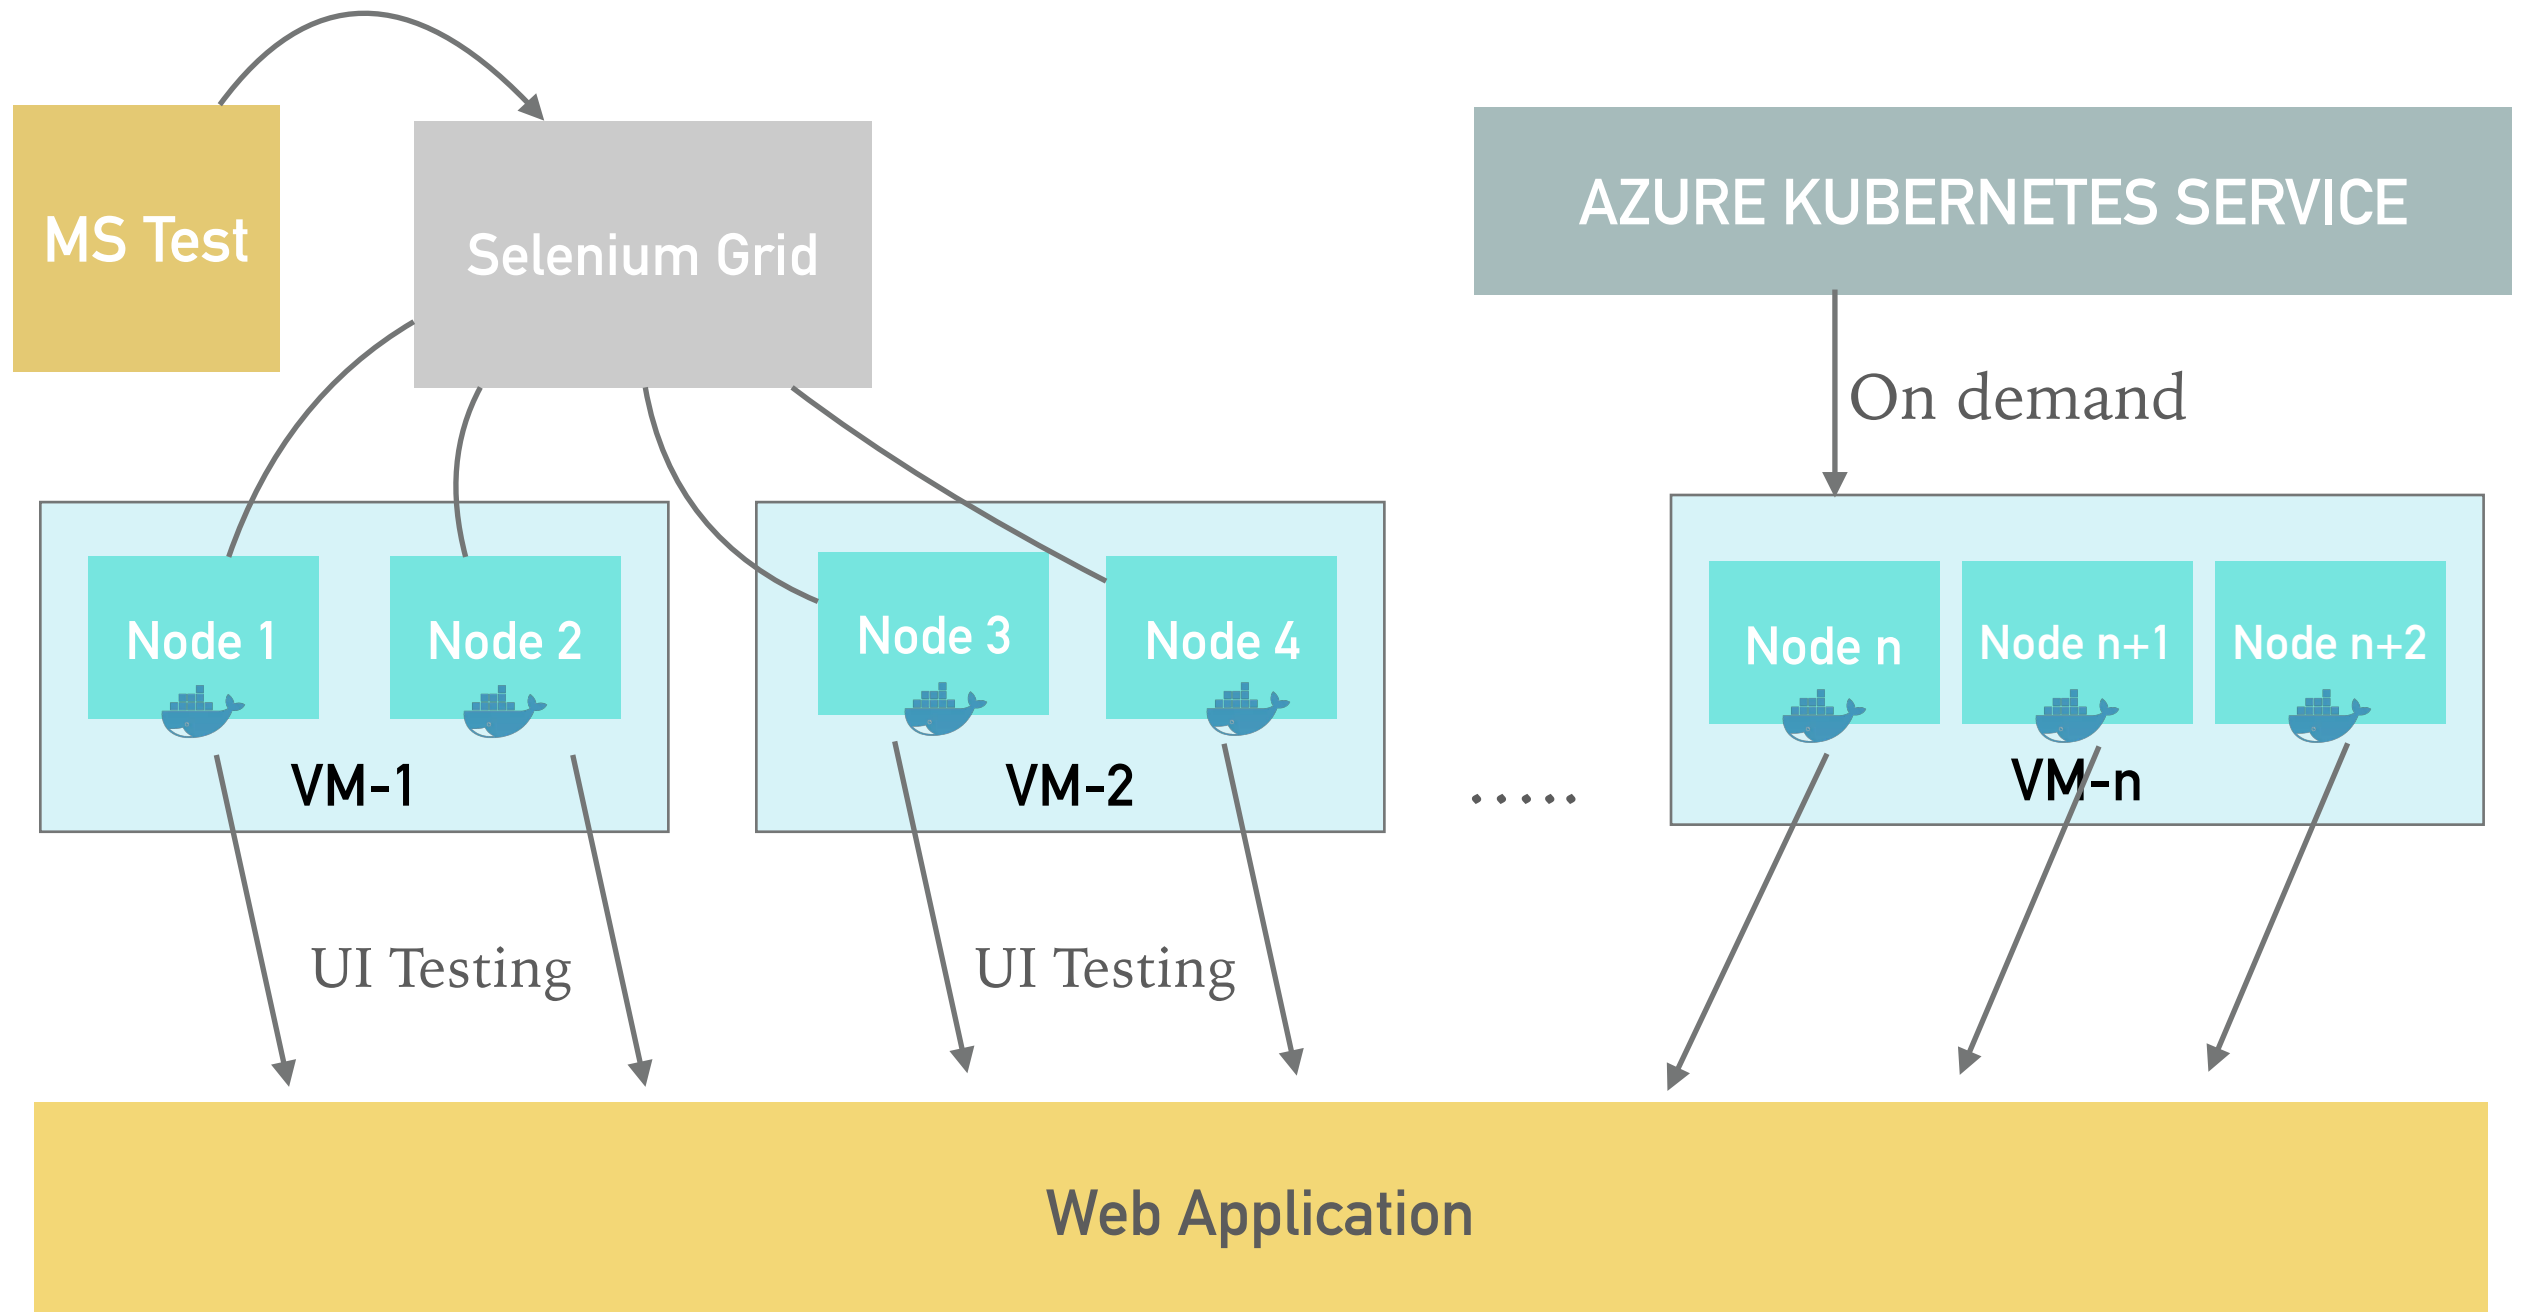 MS Test
Selenium Grid
AZURE KUBERNETES SERVICE
On demand
Node 1
Node 2
Node 3
Node 4
Node n
Node n+1
Node n+2
VM-1
VM-2
.....
VM-n
UI Testing
UI Testing
Web Application